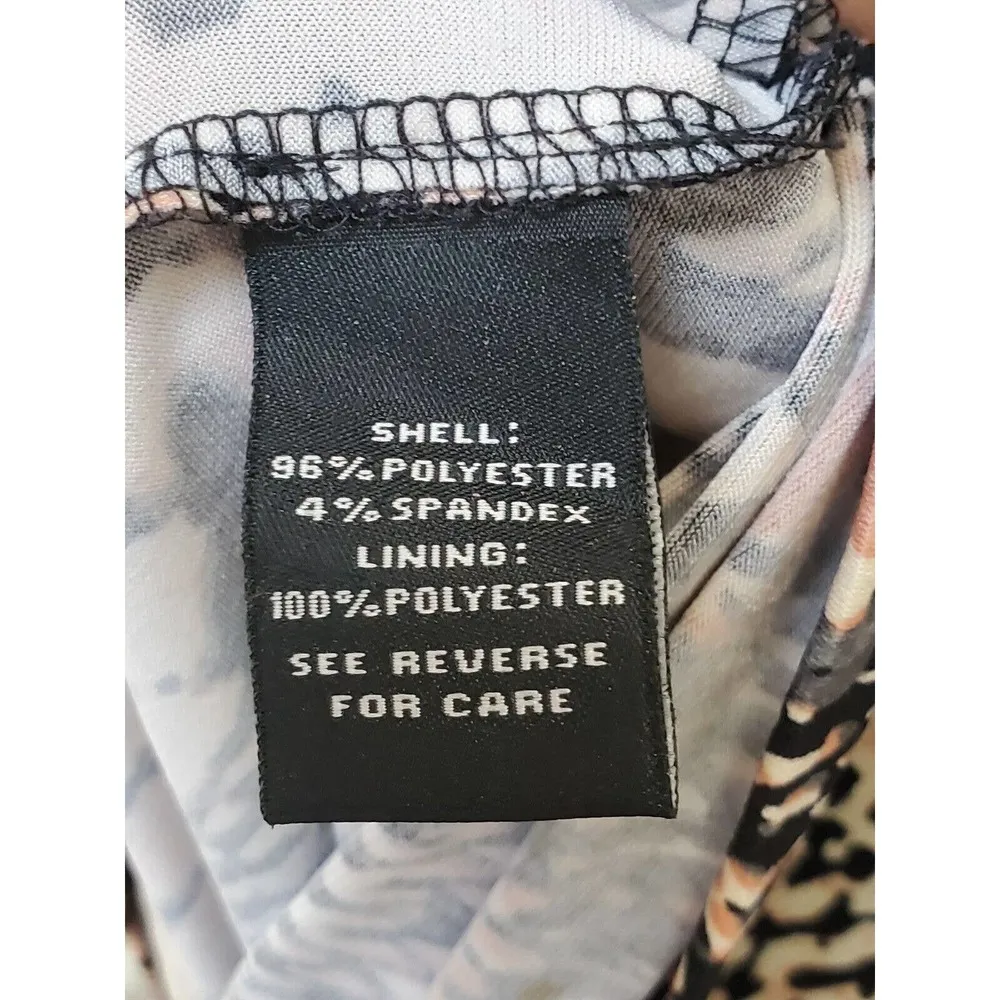 SHELL:
96% POLYESTER
4% SPANDEX
LINING:
100% POLYESTER
SEE REVERSE
FOR CARE